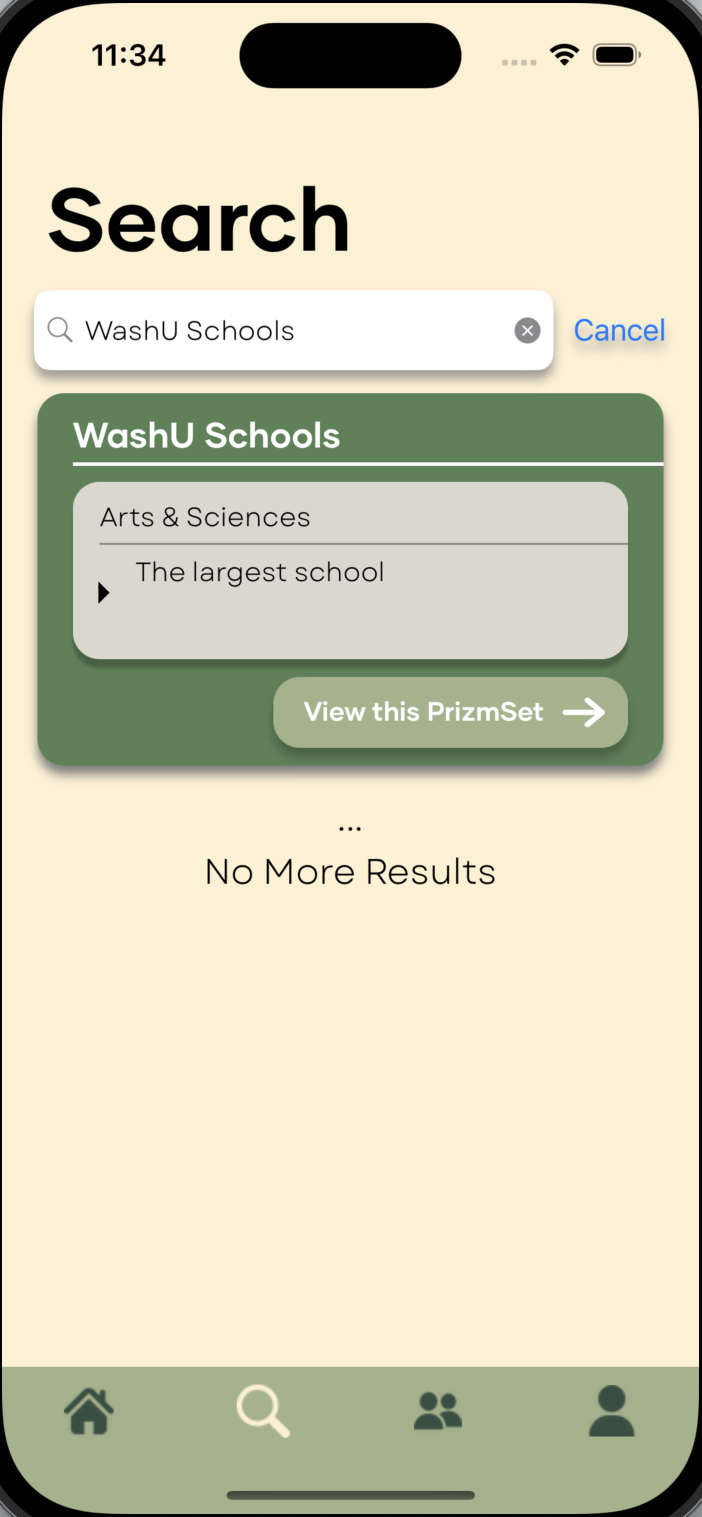 11:34
Search
WashU Schools
Cancel
WashU Schools
Arts & Sciences
The largest school
View this PrizmSet
...
No More Results